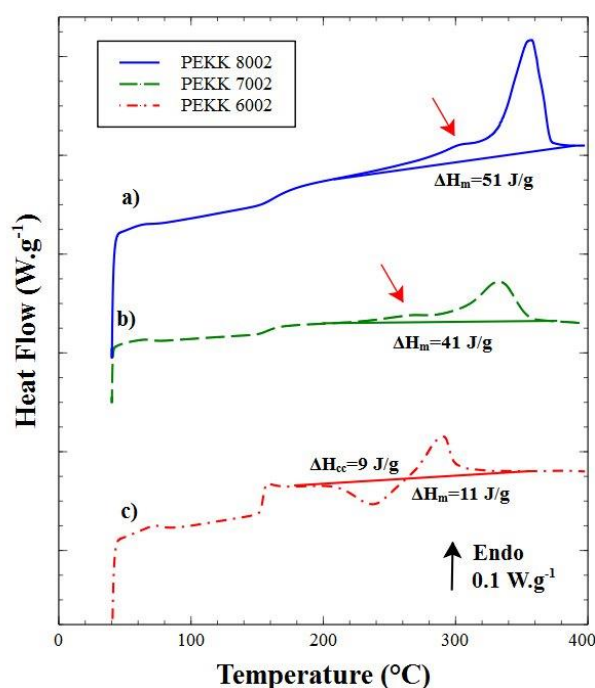 PEKK 8002
PEKK 7002
PEKK 6002
a)
ΔHm=51 J/g
b)
ΔHm=41 J/g
ΔHcc=9 J/g
ΔHm=11 J/g
c)
Endo
0.1 W.g-1
Heat Flow (W.g-1)
0 100 200 300 400
Temperature (°C)